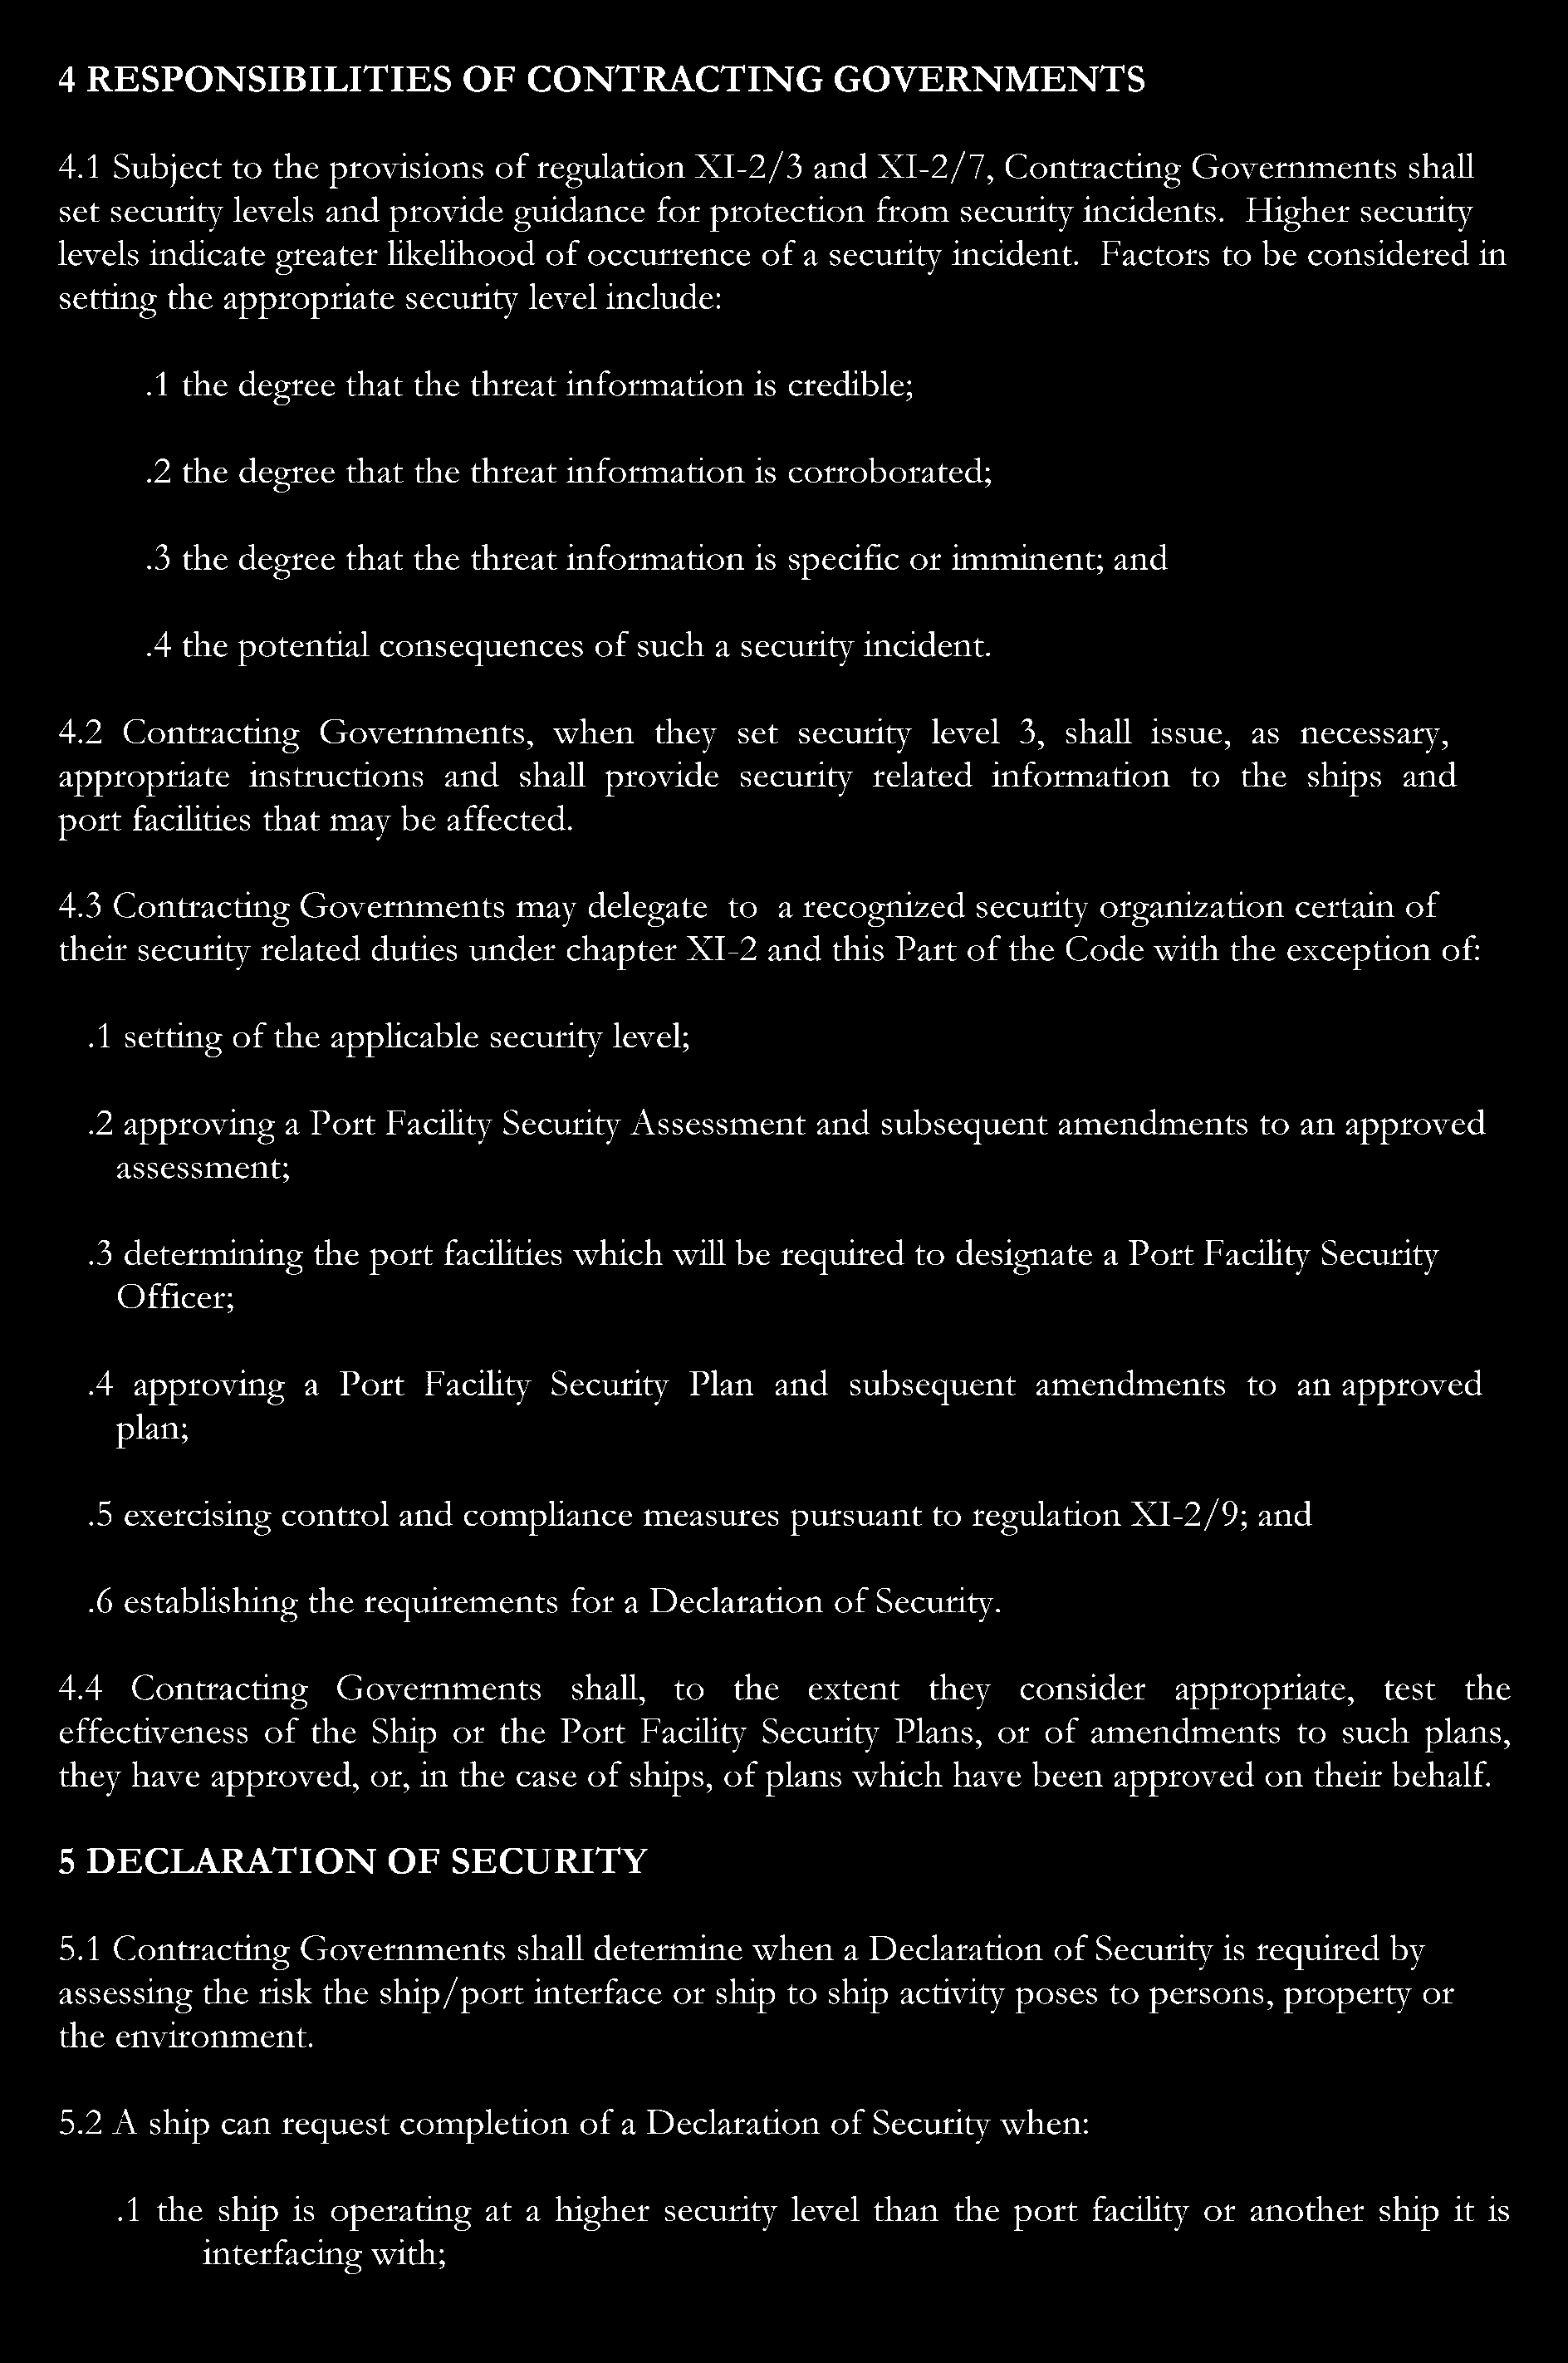 4 RESPONSIBILITIES OF CONTRACTING GOVERNMENTS
4.1 Subject to the provisions of regulation XI-2/3 and XI-2/7, Contracting Governments shall
set security levels and provide guidance for protection from security incidents. Higher security
levels indicate greater likelihood of occurrence of a security incident. Factors to be considered in
setting the appropriate security level include:
.1 the degree that the threat information is credible;
.2 the degree that the threat information is corroborated;
.3 the degree that the threat information is specific or imminent; and
.4 the potential consequences of such a security incident.
4.2 Contracting Governments, when they set security level 3, shall issue, as necessary,
appropriate instructions and shall provide security related information to the ships and
port facilities that may be affected.
4.3 Contracting Governments may delegate to a recognized security organization certain of
their security related duties under chapter XI-2 and this Part of the Code with the exception of:
.1 setting of the applicable security level;
.2 approving a Port Facility Security Assessment and subsequent amendments to an approved
assessment;
.3 determining the port facilities which will be required to designate a Port Facility Security
Officer;
.4 approving a Port Facility Security Plan and subsequent amendments to an approved
plan;
.5 exercising control and compliance measures pursuant to regulation XI-2/9; and
.6 establishing the requirements for a Declaration of Security.
4.4 Contracting Governments shall, to the extent they consider appropriate, test the
effectiveness of the Ship or the Port Facility Security Plans, or of amendments to such plans,
they have approved, or, in the case of ships, of plans which have been approved on their behalf.
5 DECLARATION OF SECURITY
5.1 Contracting Governments shall determine when a Declaration of Security is required by
assessing the risk the ship/port interface or ship to ship activity poses to persons, property or
the environment.
5.2 A ship can request completion of a Declaration of Security when:
.1 the ship is operating at a higher security level than the port facility or another ship it is
interfacing with;